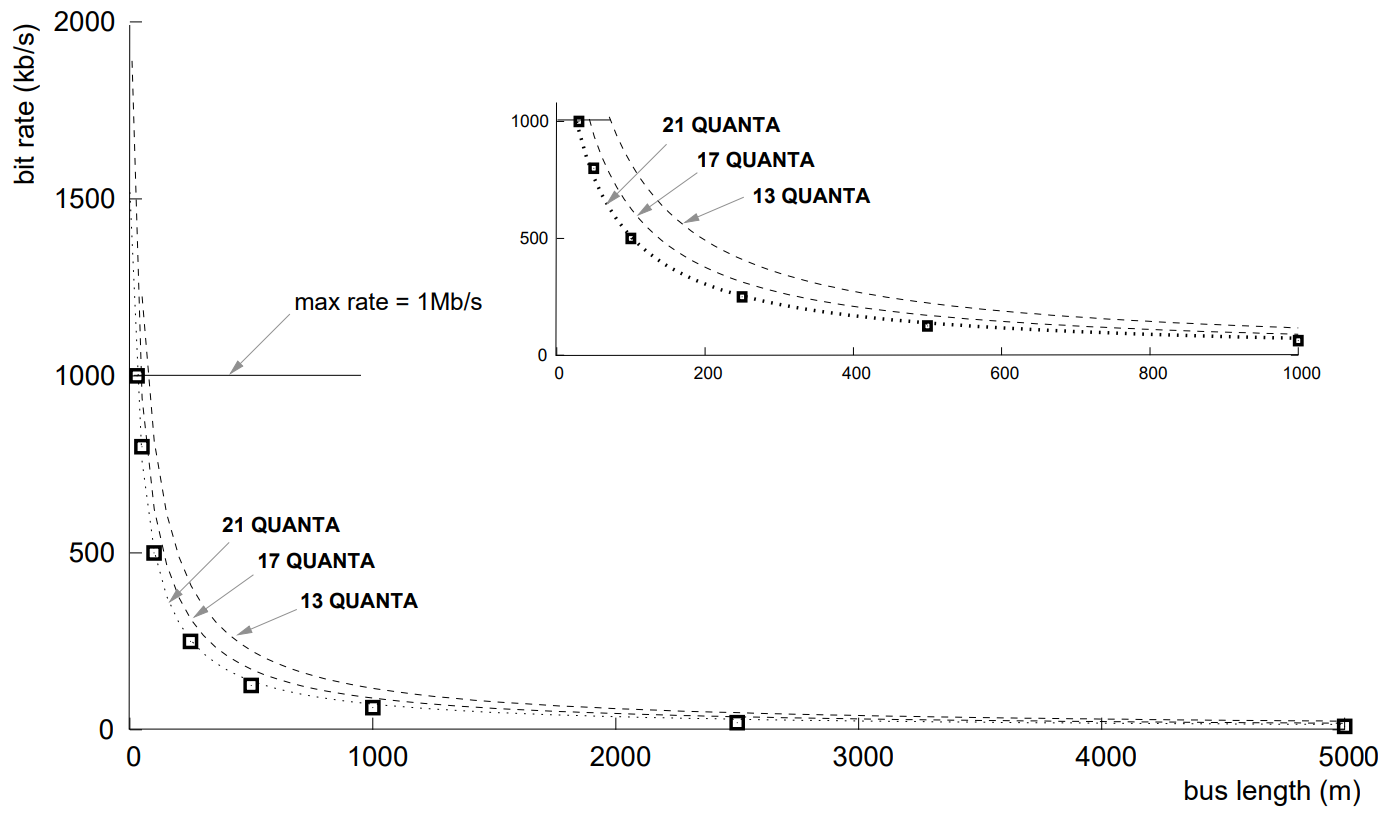 bit rate (kb/s)
2000
1500
1000
500
0
max rate = 1Mb/s
21 QUANTA
17 QUANTA
13 QUANTA
0
1000
2000
3000
4000
5000
bus length (m)
1000
500
0
21 QUANTA
17 QUANTA
13 QUANTA
0
200
400
600
800
1000